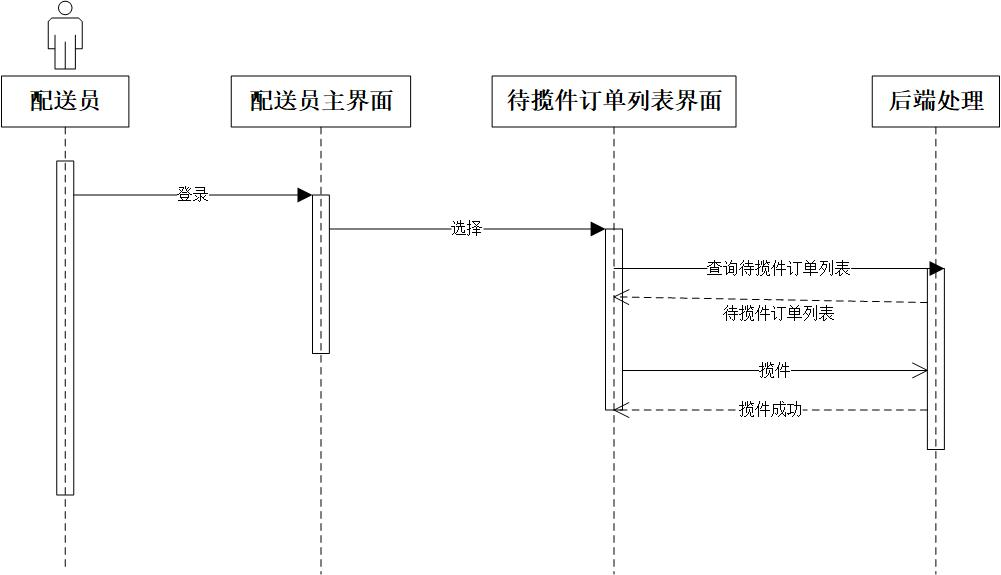 配送员
配送员主界面
待揽件订单列表界面
后端处理
登录
选择
查询待揽件订单列表
待揽件订单列表
揽件
揽件成功